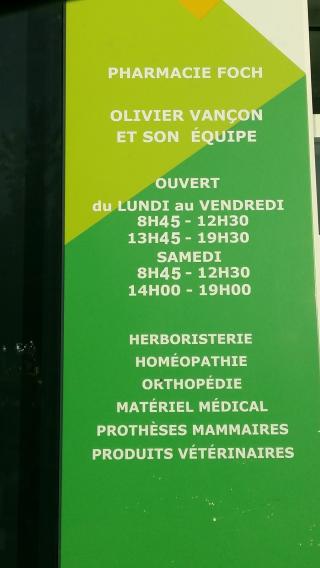 PHARMACIE FOCH
OLIVIER VANÇON
ET SON ÉQUIPE
OUVERT
du LUNDI au VENDREDI
8H45 - 12H30
13H45 - 19H30
SAMEDI
8H45 - 12H30
14H00 - 19H00
HERBORISTERIE
HOMÉOPATHIE
ORTHOPÉDIE
MATÉRIEL MÉDICAL
PROTHÈSES MAMMAIRES
PRODUITS VÉTÉRINAIRES